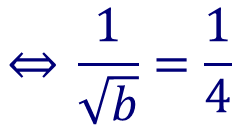 ⇔ 1/√b = 1/4